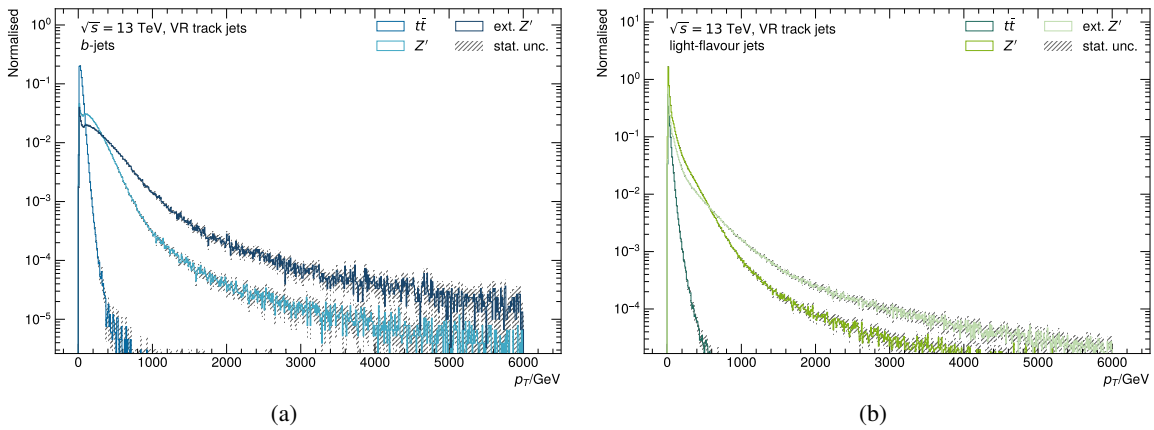 Normalised
√s = 13 TeV, VR track jets
b-jets
tt̄
Z′
ext. Z′
stat. unc.
10⁰
10⁻¹
10⁻²
10⁻³
10⁻⁴
10⁻⁵
0 1000 2000 3000 4000 5000 6000
p_T/GeV
(a)
Normalised
√s = 13 TeV, VR track jets
light-flavour jets
tt̄
Z′
ext. Z′
stat. unc.
10¹
10⁰
10⁻¹
10⁻²
10⁻³
10⁻⁴
0 1000 2000 3000 4000 5000 6000
p_T/GeV
(b)